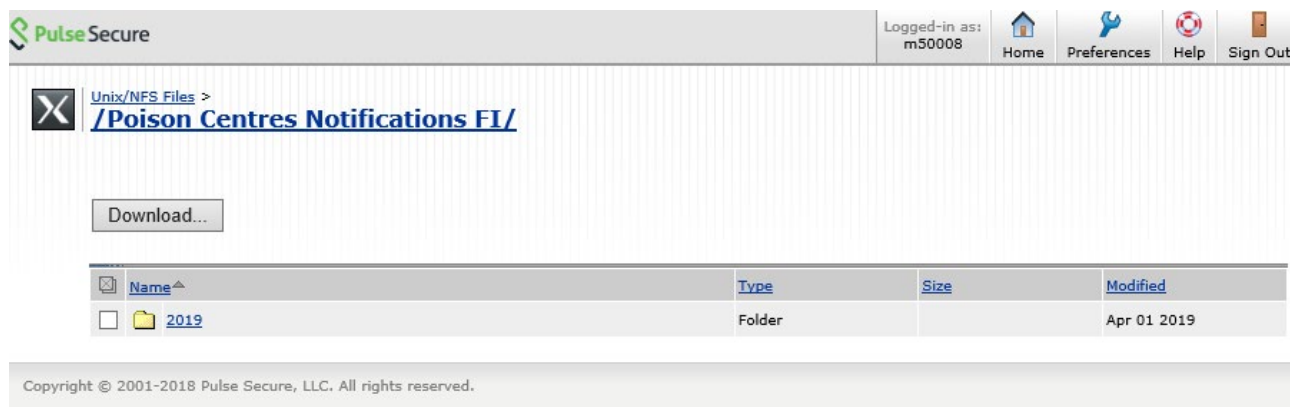 Pulse Secure
Logged-in as:
m50008
Home
Preferences
Help
Sign Out
Unix/NFS Files >
/Poison Centres Notifications FI/
Download...
Name
Type
Size
Modified
2019
Folder
Apr 01 2019
Copyright © 2001-2018 Pulse Secure, LLC. All rights reserved.